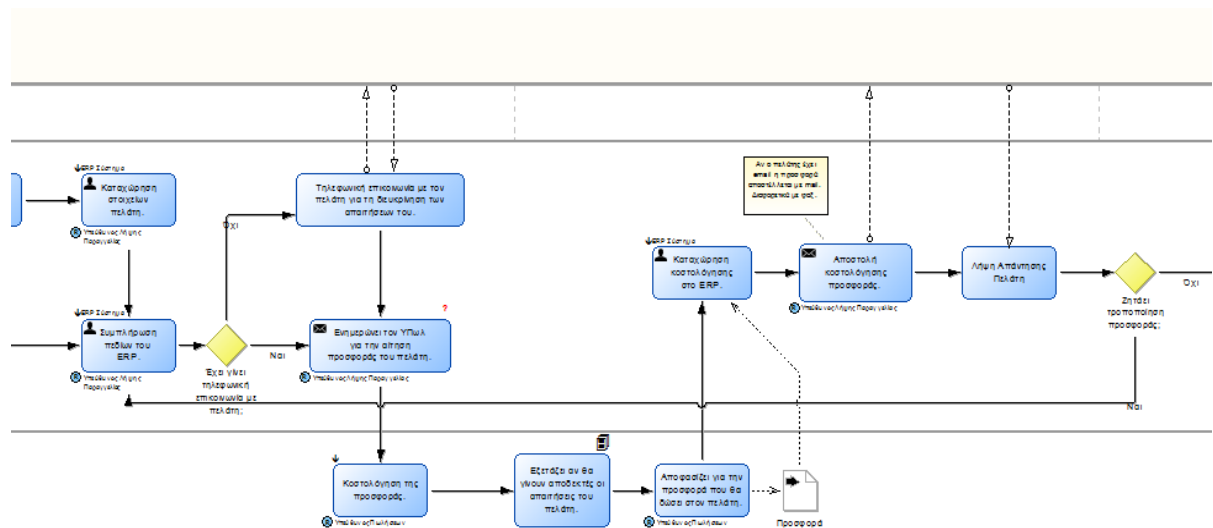 ERP Σύστημα
Καταχώρηση
στοιχείων
πελάτη.
Υπεύθυνος Λήψης
Παραγγελίας
ERP Σύστημα
Συμπλήρωση
πεδίων του
ERP.
Υπεύθυνος Λήψης
Παραγγελίας
Όχι
Ναι
Έχει γίνει
τηλεφωνική
επικοινωνία με
πελάτη;
Τηλεφωνική επικοινωνία με τον
πελάτη για τη δευκρίνηση των
απαιτήσεων του.
?
Ενημερώνει τον ΥΠωλ
για την αίτηση
προσφοράς του πελάτη.
Υπεύθυνος Λήψης Παραγγελίας
Κοστολόγηση της
προσφοράς.
Υπεύθυνος Πωλήσεων
Εξετάζει αν θα
γίνουν αποδεκτές οι
απαιτήσεις του
πελάτη.
Αποφασίζει για την
προσφορά που θα
δώσει στον πελάτη.
Υπεύθυνος Πωλήσεων
Προσφορά
ERP Σύστημα
Καταχώρηση
κοστολόγησης
στο ERP.
Αν ο πελάτης έχει
email η προσφορά
αποστέλλεται με mail.
Διαφορετικά με φαξ.
Αποστολή
κοστολόγησης
προσφοράς.
Υπεύθυνος Λήψης Παραγγελίας
Λήψη Απάντησης
Πελάτη
Όχι
Ζητάει
τροποποίηση
προσφοράς;
Ναι